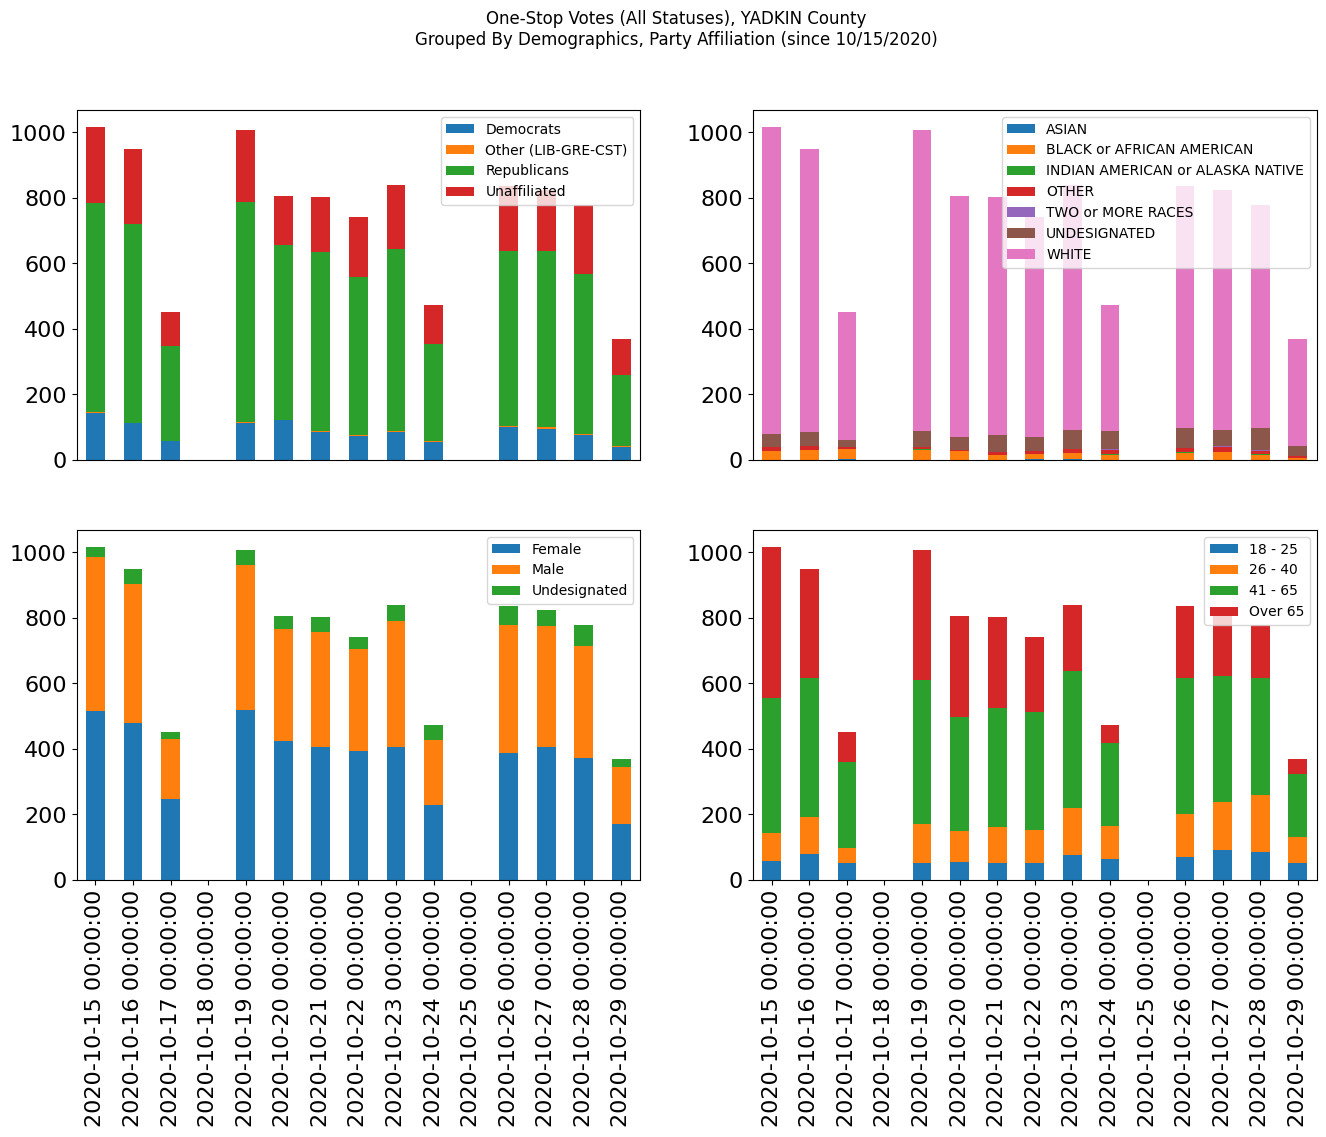 One-Stop Votes (All Statuses), YADKIN County
Grouped By Demographics, Party Affiliation (since 10/15/2020)
1000
800
600
400
200
0
Democrats
Other (LIB-GRE-CST)
Republicans
Unaffiliated
1000
800
600
400
200
0
ASIAN
BLACK or AFRICAN AMERICAN
INDIAN AMERICAN or ALASKA NATIVE
OTHER
TWO or MORE RACES
UNDESIGNATED
WHITE
1000
800
600
400
200
0
Female
Male
Undesignated
2020-10-15 00:00:00
2020-10-16 00:00:00
2020-10-17 00:00:00
2020-10-18 00:00:00
2020-10-19 00:00:00
2020-10-20 00:00:00
2020-10-21 00:00:00
2020-10-22 00:00:00
2020-10-23 00:00:00
2020-10-24 00:00:00
2020-10-25 00:00:00
2020-10-26 00:00:00
2020-10-27 00:00:00
2020-10-28 00:00:00
2020-10-29 00:00:00
1000
800
600
400
200
0
18 - 25
26 - 40
41 - 65
Over 65
2020-10-15 00:00:00
2020-10-16 00:00:00
2020-10-17 00:00:00
2020-10-18 00:00:00
2020-10-19 00:00:00
2020-10-20 00:00:00
2020-10-21 00:00:00
2020-10-22 00:00:00
2020-10-23 00:00:00
2020-10-24 00:00:00
2020-10-25 00:00:00
2020-10-26 00:00:00
2020-10-27 00:00:00
2020-10-28 00:00:00
2020-10-29 00:00:00